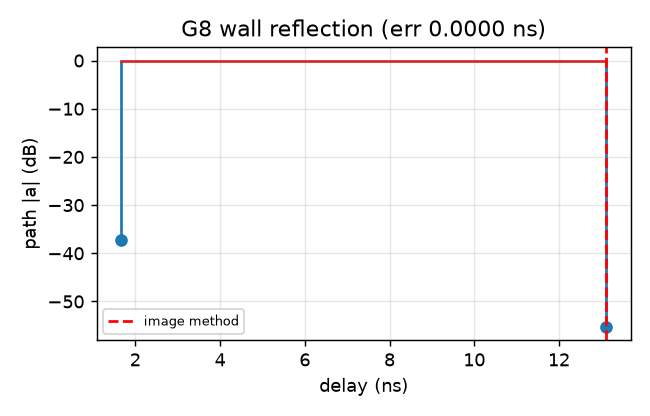 G8 wall reflection (err 0.0000 ns)
path |a| (dB)
0
−10
−20
−30
−40
−50
image method
2 4 6 8 10 12
delay (ns)